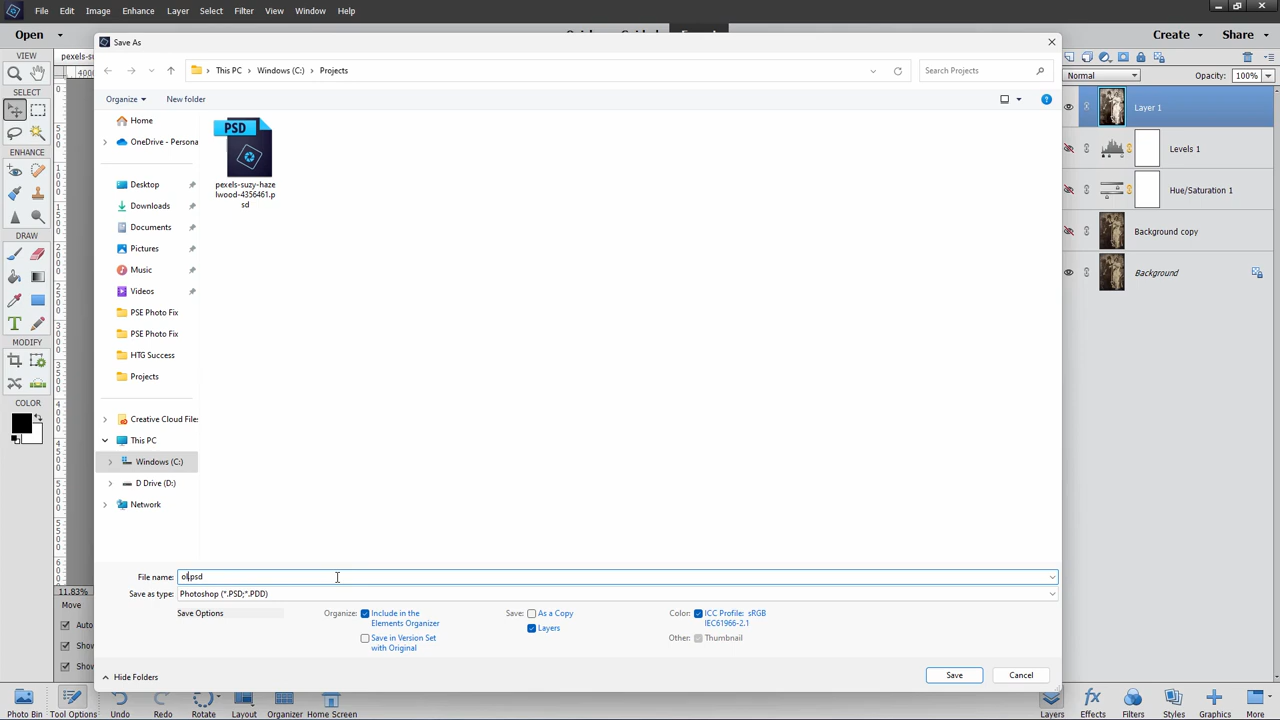 File Edit Image Enhance Layer Select Filter View Window Help
Open
Create
Share
VIEW
SELECT
ENHANCE
DRAW
MODIFY
COLOR
11.83%
Move
Save As
This PC
Windows (C:)
Projects
Search Projects
Organize
New folder
Home
OneDrive - Persona
Desktop
Downloads
Documents
Pictures
Music
Videos
PSE Photo Fix
PSE Photo Fix
HTG Success
Projects
Creative Cloud Files
This PC
Windows (C:)
D Drive (D:)
Network
PSD
pexels-suzy-haze
lwood-4356461.p
sd
File name: ol.psd
Save as type: Photoshop (*.PSD;*.PDD)
Save Options
Organize: Include in the
Elements Organizer
Save in Version Set
with Original
Save: As a Copy
Layers
Color: ICC Profile: sRGB
IEC61966-2.1
Other: Thumbnail
Hide Folders
Save
Cancel
Normal
Opacity: 100%
Layer 1
Levels 1
Hue/Saturation 1
Background copy
Background
Photo Bin
Tool Options
Undo
Redo
Rotate
Layout
Organizer
Home Screen
Layers
Effects
Filters
Styles
Graphics
More